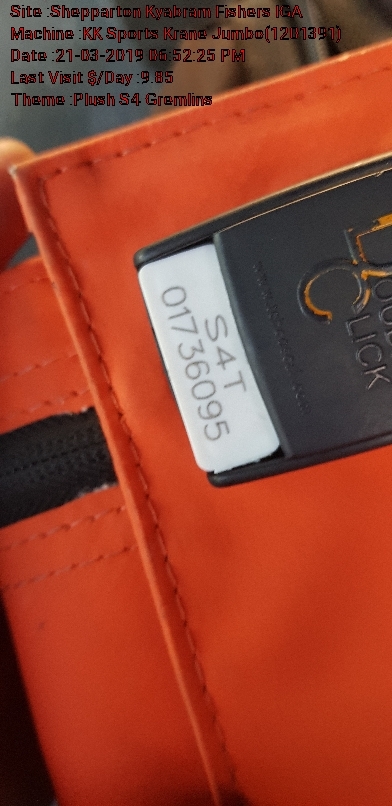 Site :Shepparton Kyabram Fishers IGA
Machine :KK Sports Krane Jumbo(1201391)
Date :21-03-2019 06:52:25 PM
Last Visit $/Day :9.85
Theme :Plush S4 Gremlins
S4T
01736095
CLICK